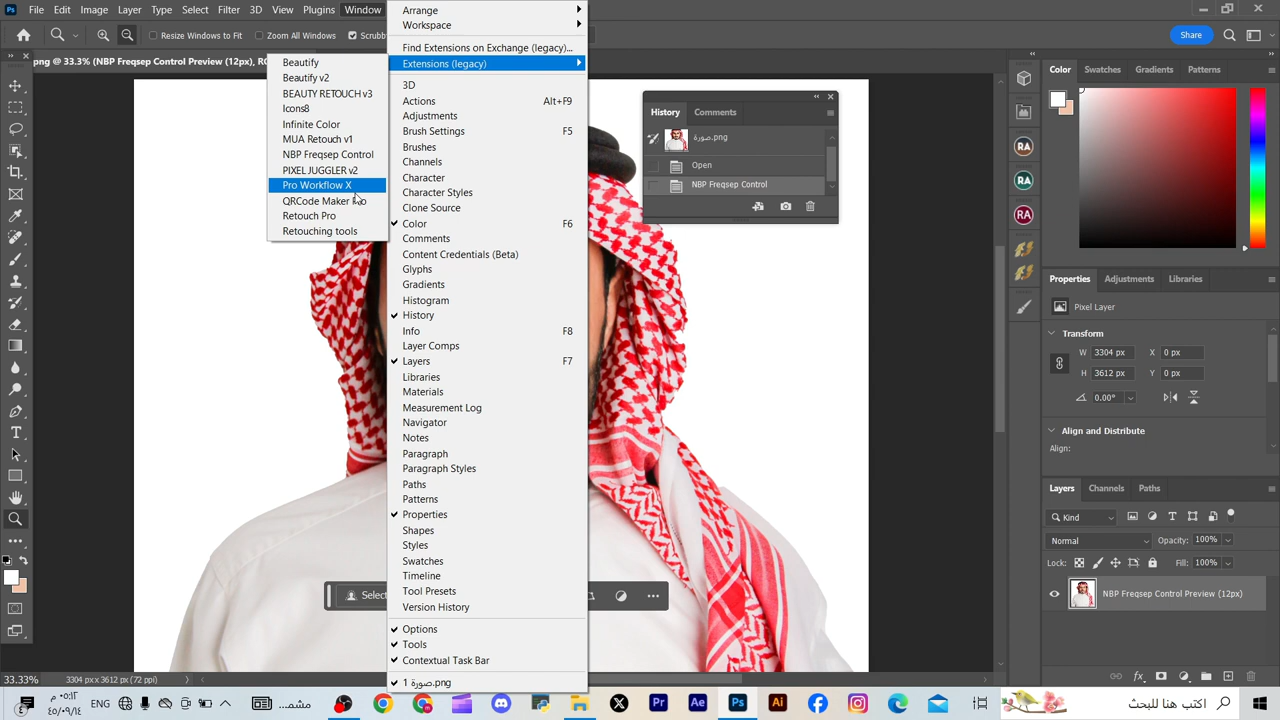 File
Edit
Image
Layer
Type
Select
Filter
3D
View
Plugins
Window
Resize Windows to Fit
Zoom All Windows
Share
.png @ 33.3% (NBP Freqsep Control Preview (12px), RGB
Arrange
Workspace
Find Extensions on Exchange (legacy)...
Extensions (legacy)
3D
Actions Alt+F9
Adjustments
Brush Settings F5
Brushes
Channels
Character
Character Styles
Clone Source
Color F6
Comments
Content Credentials (Beta)
Glyphs
Gradients
Histogram
History
Info F8
Layer Comps
Layers F7
Libraries
Materials
Measurement Log
Navigator
Notes
Paragraph
Paragraph Styles
Paths
Patterns
Properties
Shapes
Styles
Swatches
Timeline
Tool Presets
Version History
Options
Tools
Contextual Task Bar
1 صورة.png
Beautify
Beautify v2
BEAUTY RETOUCH v3
Icons8
Infinite Color
MUA Retouch v1
NBP Freqsep Control
PIXEL JUGGLER v2
Pro Workflow X
QRCode Maker
Retouch Pro
Retouching tools
History
Comments
صورة.png
Open
NBP Freqsep Control
RA
RA
RA
Color
Swatches
Gradients
Patterns
Properties
Adjustments
Libraries
Pixel Layer
Transform
W 3304 px X 0 px
H 3612 px Y 0 px
0.00°
Align and Distribute
Align:
Layers
Channels
Paths
Kind
Normal
Opacity: 100%
Lock:
Fill: 100%
NBP Freqsep Control Preview (12px)
33.33%
3304 px x 3612 px (72 ppi)
ENG
Pr
Ae
Ps
Ai
اكتب هنا للبحث